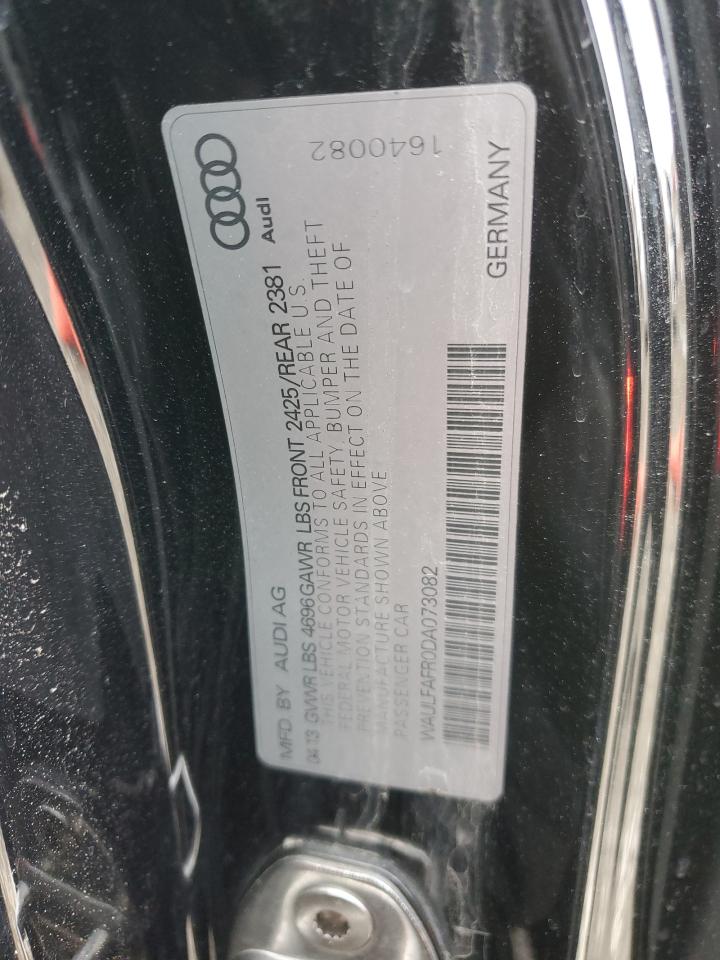 Audi
1640082
MFD BY AUDI AG
04 13 GVWR LBS 4696 GAWR LBS FRONT 2425/REAR 2381
THIS VEHICLE CONFORMS TO ALL APPLICABLE U.S.
FEDERAL MOTOR VEHICLE SAFETY, BUMPER AND THEFT
PREVENTION STANDARDS IN EFFECT ON THE DATE OF
MANUFACTURE SHOWN ABOVE
PASSENGER CAR
WAULFAFR0DA073082
GERMANY